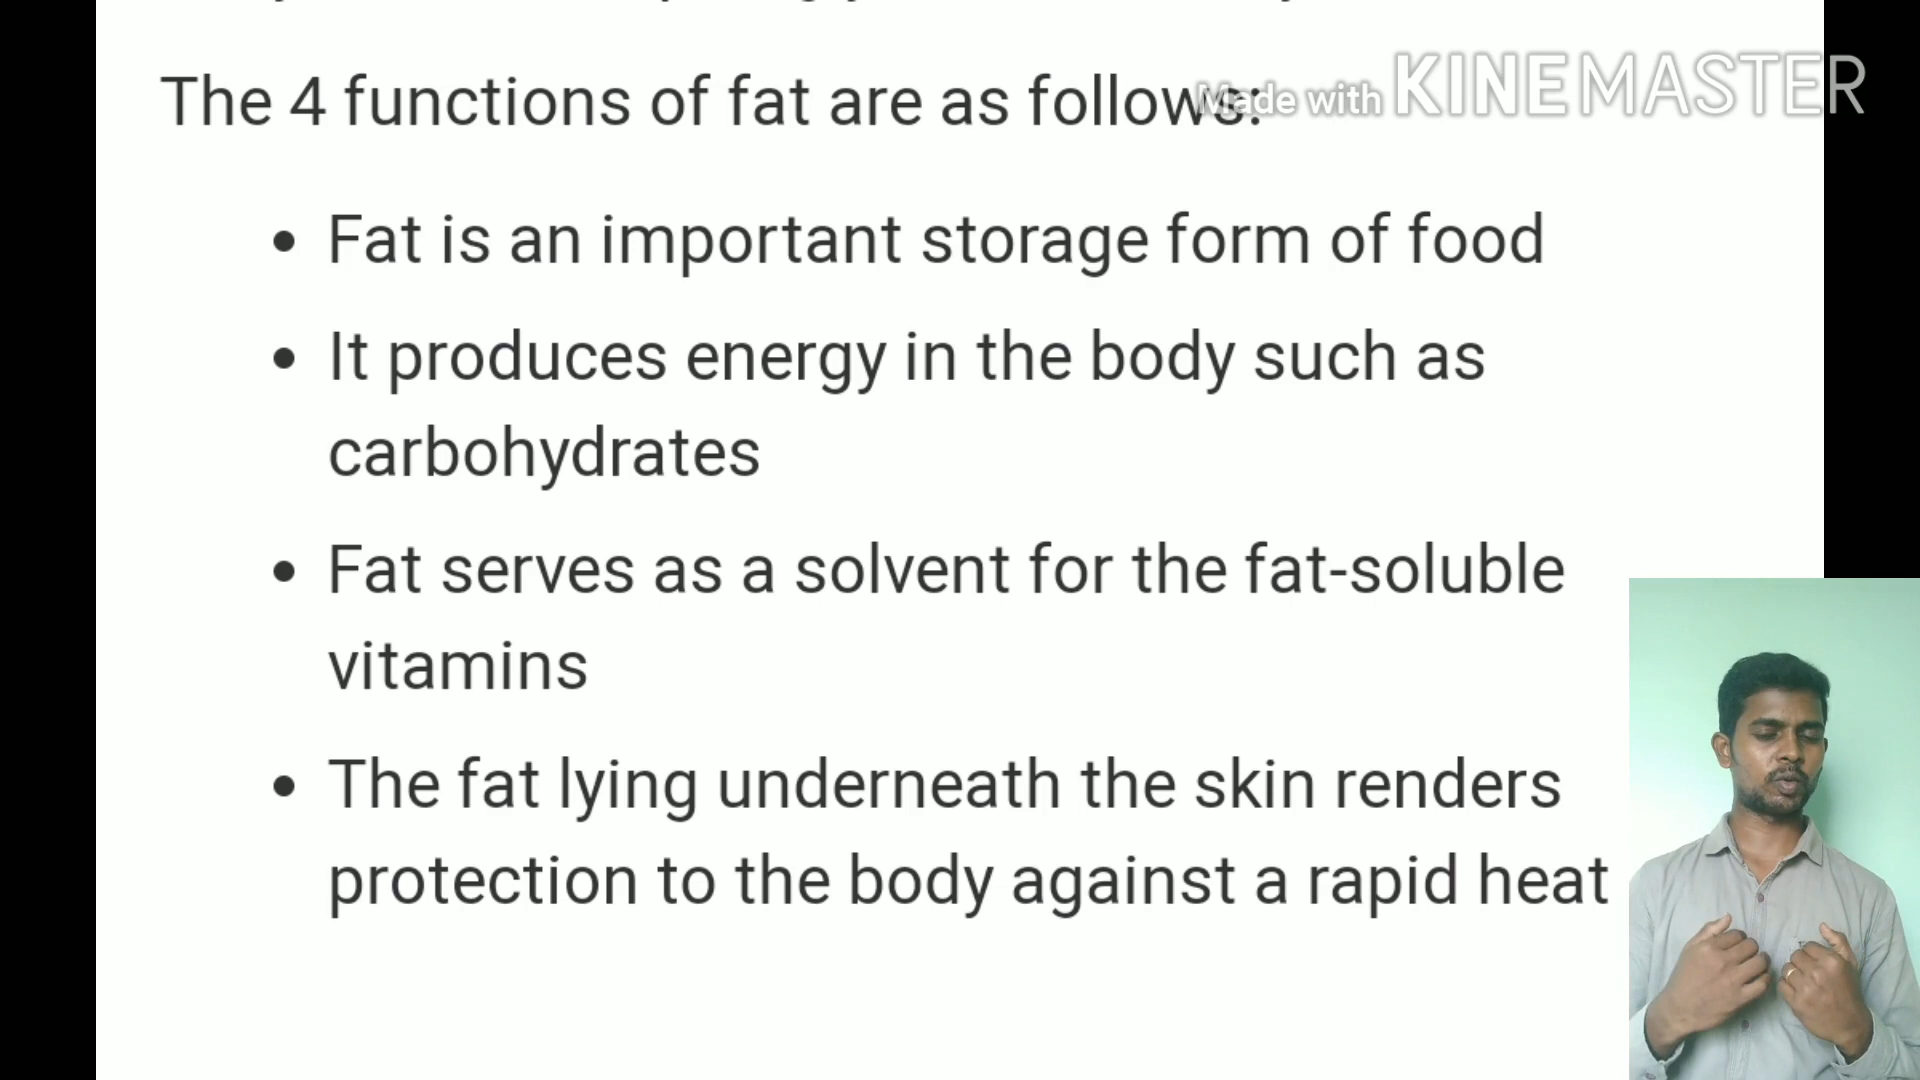 The 4 functions of fat are as follows:
Made with KINEMASTER
• Fat is an important storage form of food
• It produces energy in the body such as
carbohydrates
• Fat serves as a solvent for the fat-soluble
vitamins
• The fat lying underneath the skin renders
protection to the body against a rapid heat